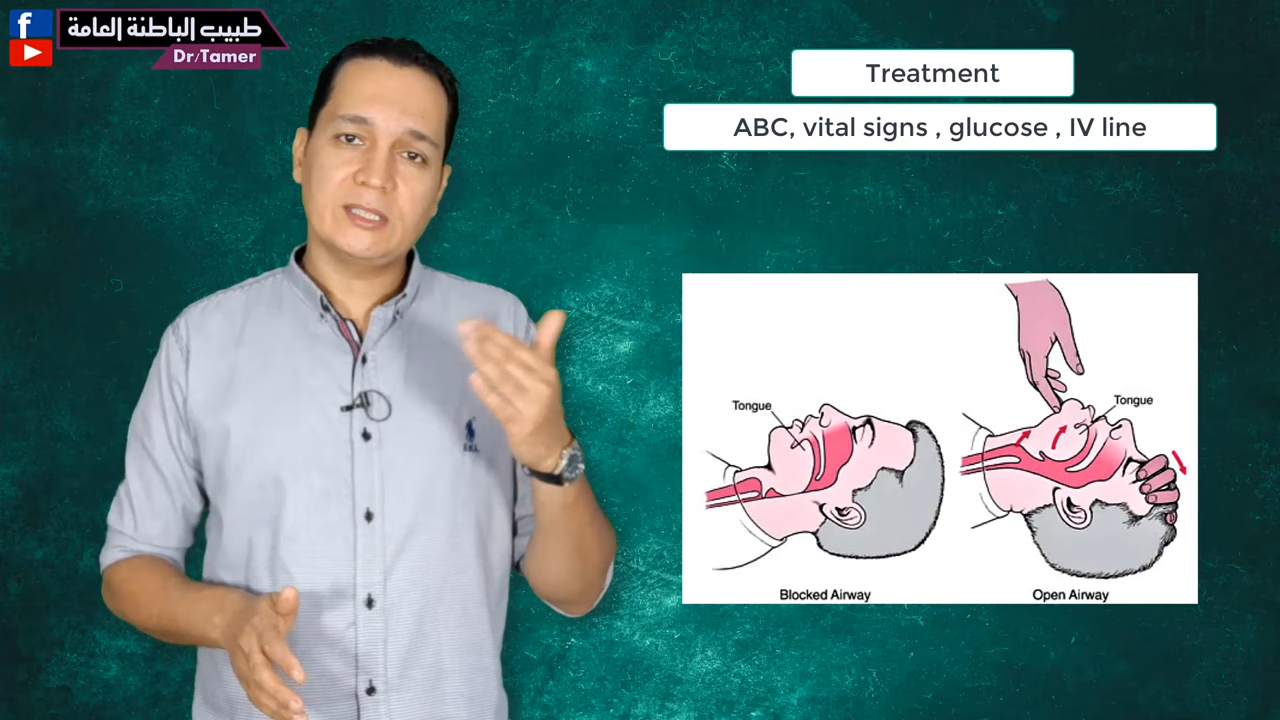 طبيب الباطنة العامة
Dr/Tamer
Treatment
ABC, vital signs , glucose , IV line
Tongue
Tongue
Blocked Airway
Open Airway